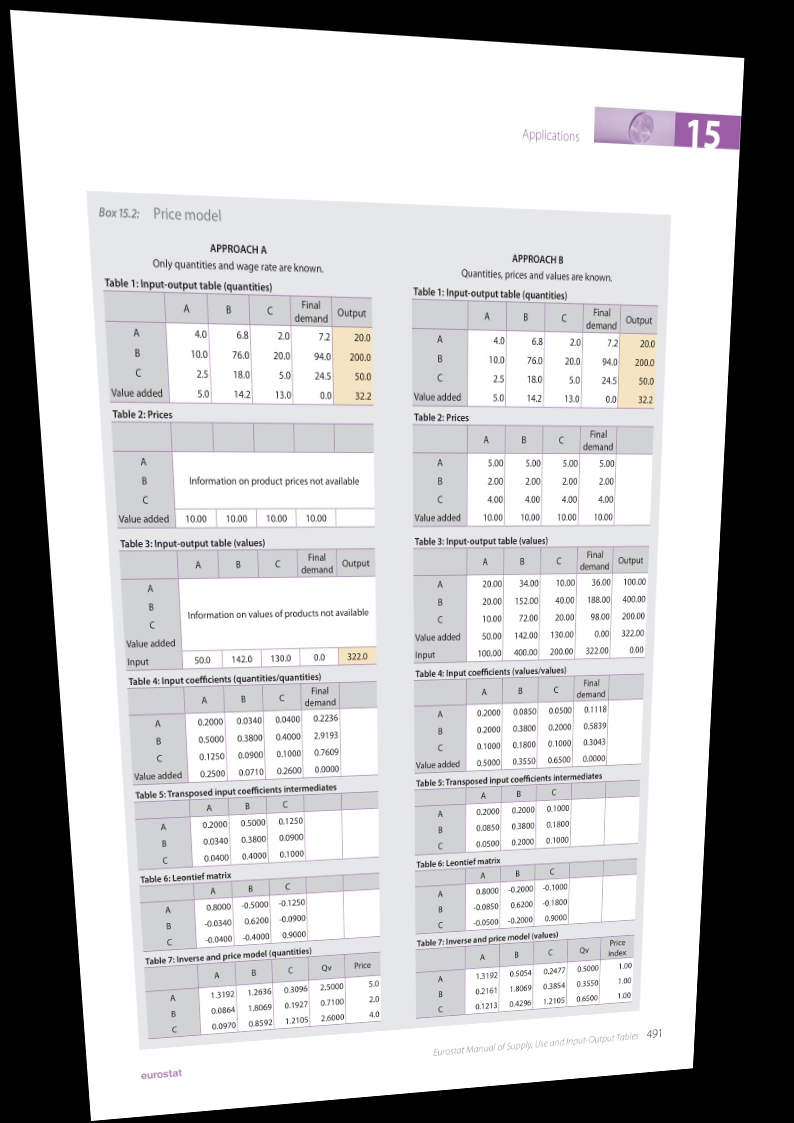 Applications 15
Box 15.2: Price model
APPROACH A
Only quantities and wage rate are known.
Table 1: Input-output table (quantities)
A B C Final demand Output
A 4.0 6.8 2.0 7.2 20.0
B 10.0 76.0 20.0 94.0 200.0
C 2.5 18.0 5.0 24.5 50.0
Value added 5.0 14.2 13.0 0.0 32.2
Table 2: Prices
A
B Information on product prices not available
C
Value added 10.00 10.00 10.00 10.00
Table 3: Input-output table (values)
A B C Final demand Output
A
B Information on values of products not available
C
Value added
Input 50.0 142.0 130.0 0.0 322.0
Table 4: Input coefficients (quantities/quantities)
A B C Final demand
A 0.2000 0.0340 0.0400 0.2236
B 0.5000 0.3800 0.4000 2.9193
C 0.1250 0.0900 0.1000 0.7609
Value added 0.2500 0.0710 0.2600 0.0000
Table 5: Transposed input coefficients intermediates
A B C
A 0.2000 0.5000 0.1250
B 0.0340 0.3800 0.0900
C 0.0400 0.4000 0.1000
Table 6: Leontief matrix
A B C
A 0.8000 -0.5000 -0.1250
B -0.0340 0.6200 -0.0900
C -0.0400 -0.4000 0.9000
Table 7: Inverse and price model (quantities)
A B C Qv Price
A 1.3192 1.2636 0.3096 2.5000 5.0
B 0.0864 1.8069 0.1927 0.7100 2.0
C 0.0970 0.8592 1.2105 2.6000 4.0
APPROACH B
Quantities, prices and values are known.
Table 1: Input-output table (quantities)
A B C Final demand Output
A 4.0 6.8 2.0 7.2 20.0
B 10.0 76.0 20.0 94.0 200.0
C 2.5 18.0 5.0 24.5 50.0
Value added 5.0 14.2 13.0 0.0 32.2
Table 2: Prices
A B C Final demand
A 5.00 5.00 5.00 5.00
B 2.00 2.00 2.00 2.00
C 4.00 4.00 4.00 4.00
Value added 10.00 10.00 10.00 10.00
Table 3: Input-output table (values)
A B C Final demand Output
A 20.00 34.00 10.00 36.00 100.00
B 20.00 152.00 40.00 188.00 400.00
C 10.00 72.00 20.00 98.00 200.00
Value added 50.00 142.00 130.00 0.00 322.00
Input 100.00 400.00 200.00 322.00 0.00
Table 4: Input coefficients (values/values)
A B C Final demand
A 0.2000 0.0850 0.0500 0.1118
B 0.2000 0.3800 0.2000 0.5839
C 0.1000 0.1800 0.1000 0.3043
Value added 0.5000 0.3550 0.6500 0.0000
Table 5: Transposed input coefficients intermediates
A B C
A 0.2000 0.2000 0.1000
B 0.0850 0.3800 0.1800
C 0.0500 0.2000 0.1000
Table 6: Leontief matrix
A B C
A 0.8000 -0.2000 -0.1000
B -0.0850 0.6200 -0.1800
C -0.0500 -0.2000 0.9000
Table 7: Inverse and price model (values)
A B C Qv Price index
A 1.3192 0.5054 0.2477 0.5000 1.00
B 0.2161 1.8069 0.3854 0.3550 1.00
C 0.1213 0.4296 1.2105 0.6500 1.00
Eurostat Manual of Supply, Use and Input-Output Tables 491
eurostat